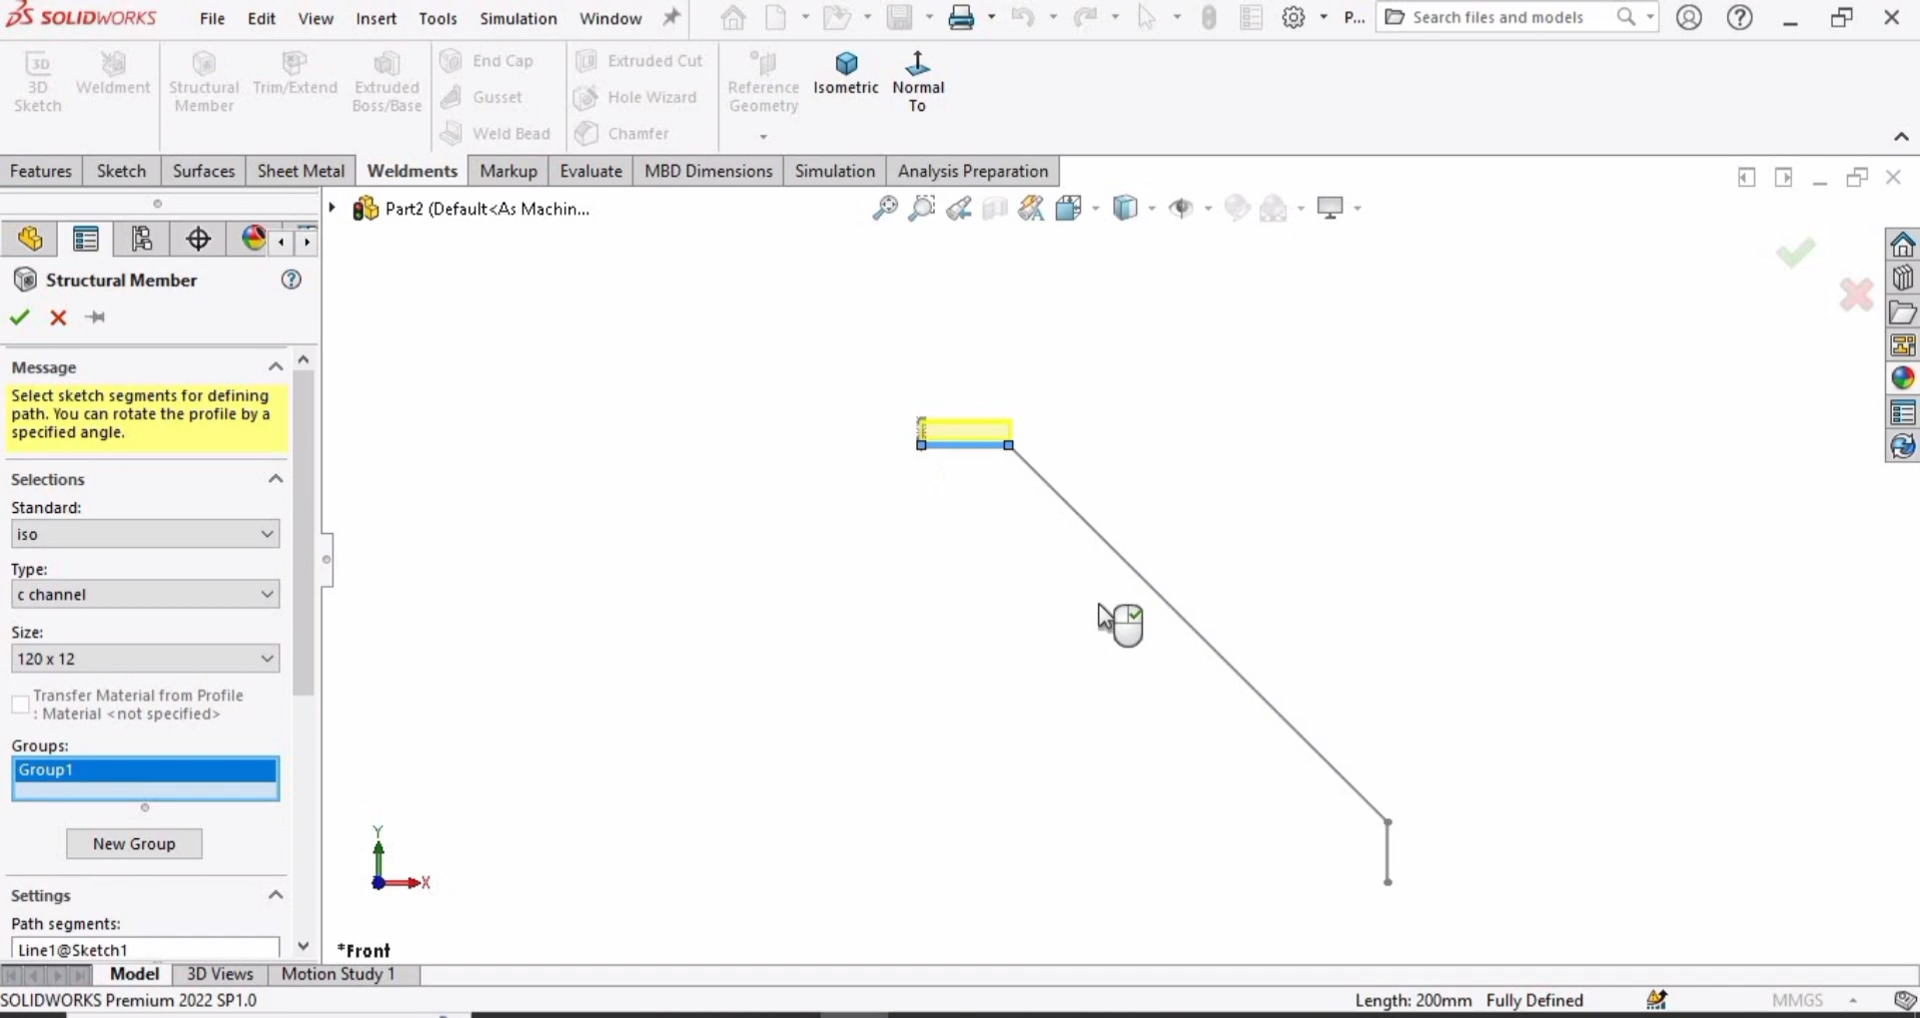 SOLIDWORKS File Edit View Insert Tools Simulation Window P... Search files and models
3D Sketch
Weldment
Structural Member
Trim/Extend
Extruded Boss/Base
End Cap
Gusset
Weld Bead
Extruded Cut
Hole Wizard
Chamfer
Reference Geometry
Isometric
Normal To
Features Sketch Surfaces Sheet Metal Weldments Markup Evaluate MBD Dimensions Simulation Analysis Preparation
Part2 (Default<As Machin...
Structural Member
Message
Select sketch segments for defining
path. You can rotate the profile by a
specified angle.
Selections
Standard:
iso
Type:
c channel
Size:
120 x 12
Transfer Material from Profile
: Material <not specified>
Groups:
Group1
New Group
Settings
Path segments:
Line1@Sketch1
Y
X
*Front
Model 3D Views Motion Study 1
SOLIDWORKS Premium 2022 SP1.0 Length: 200mm Fully Defined MMGS